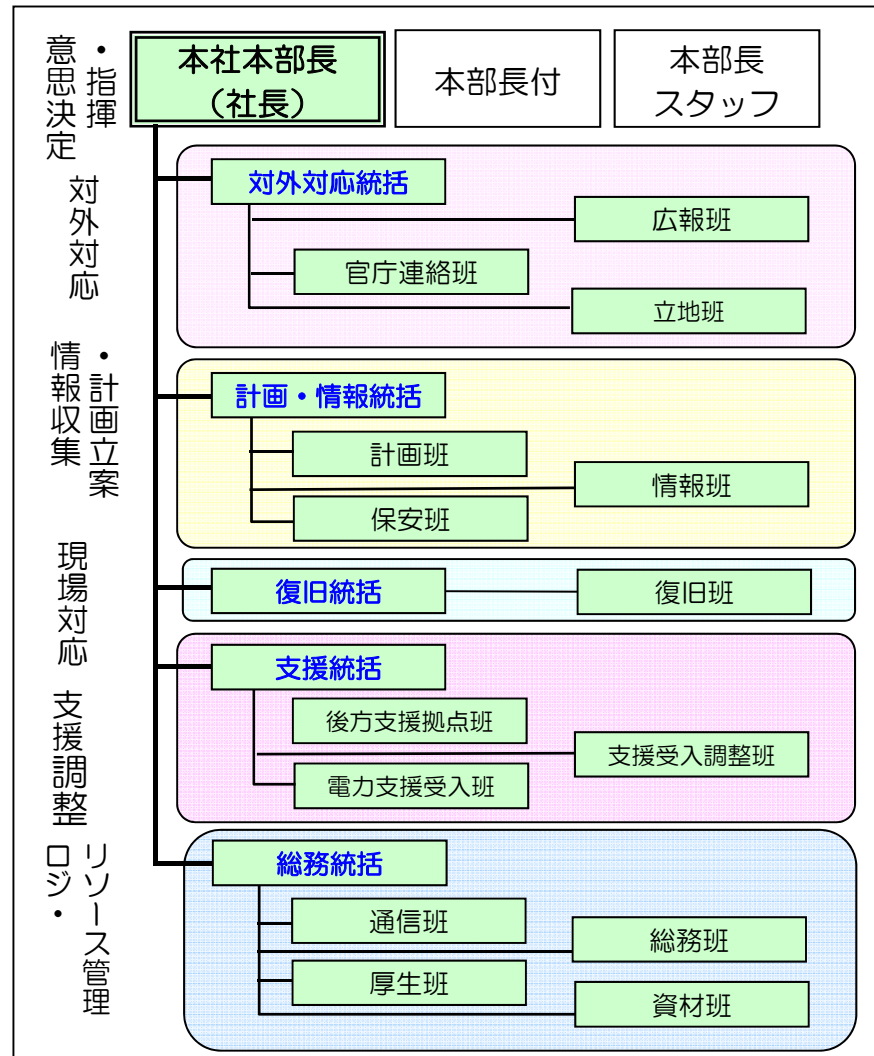 意思決定
・指揮
本社本部長
（社長）
本部長付
本部長
スタッフ
対外対応
対外対応統括
広報班
官庁連絡班
立地班
情報収集
・計画立案
計画・情報統括
計画班
情報班
保安班
現場対応
復旧統括
復旧班
支援調整
支援統括
後方支援拠点班
支援受入調整班
電力支援受入班
ロジ・
リソース管理
総務統括
通信班
総務班
厚生班
資材班